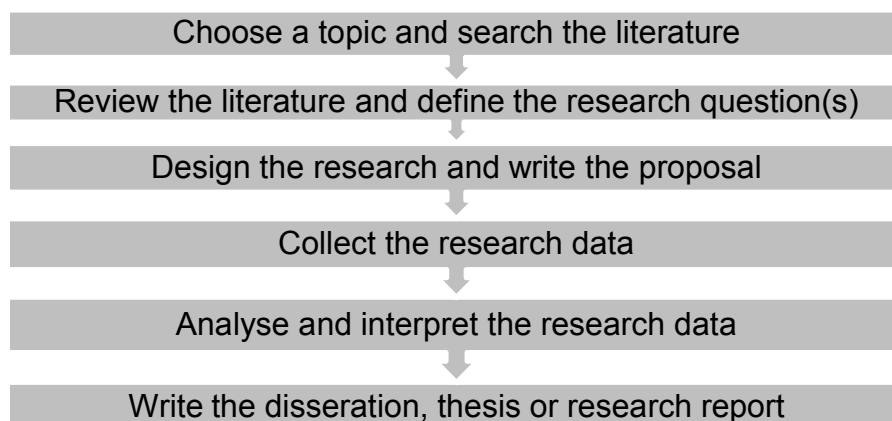 Choose a topic and search the literature
Review the literature and define the research question(s)
Design the research and write the proposal
Collect the research data
Analyse and interpret the research data
Write the disseration, thesis or research report